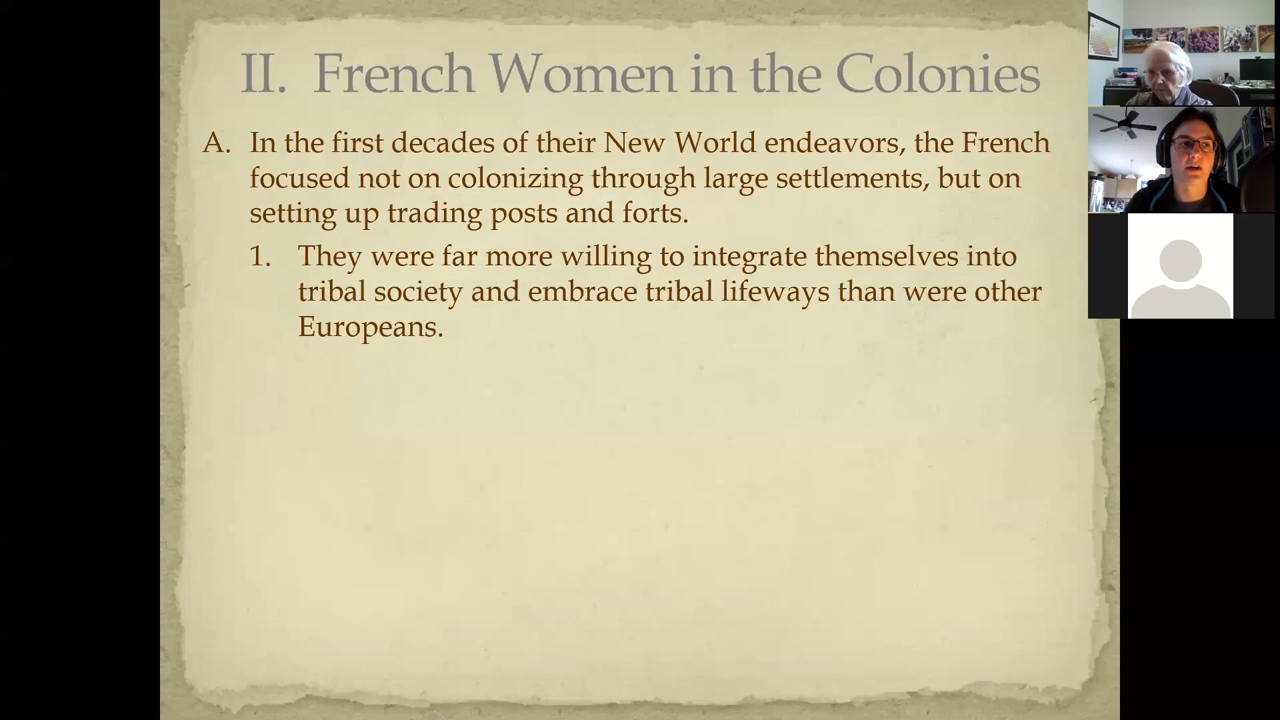 II. French Women in the Colonies
A. In the first decades of their New World endeavors, the French
focused not on colonizing through large settlements, but on
setting up trading posts and forts.
1. They were far more willing to integrate themselves into
tribal society and embrace tribal lifeways than were other
Europeans.